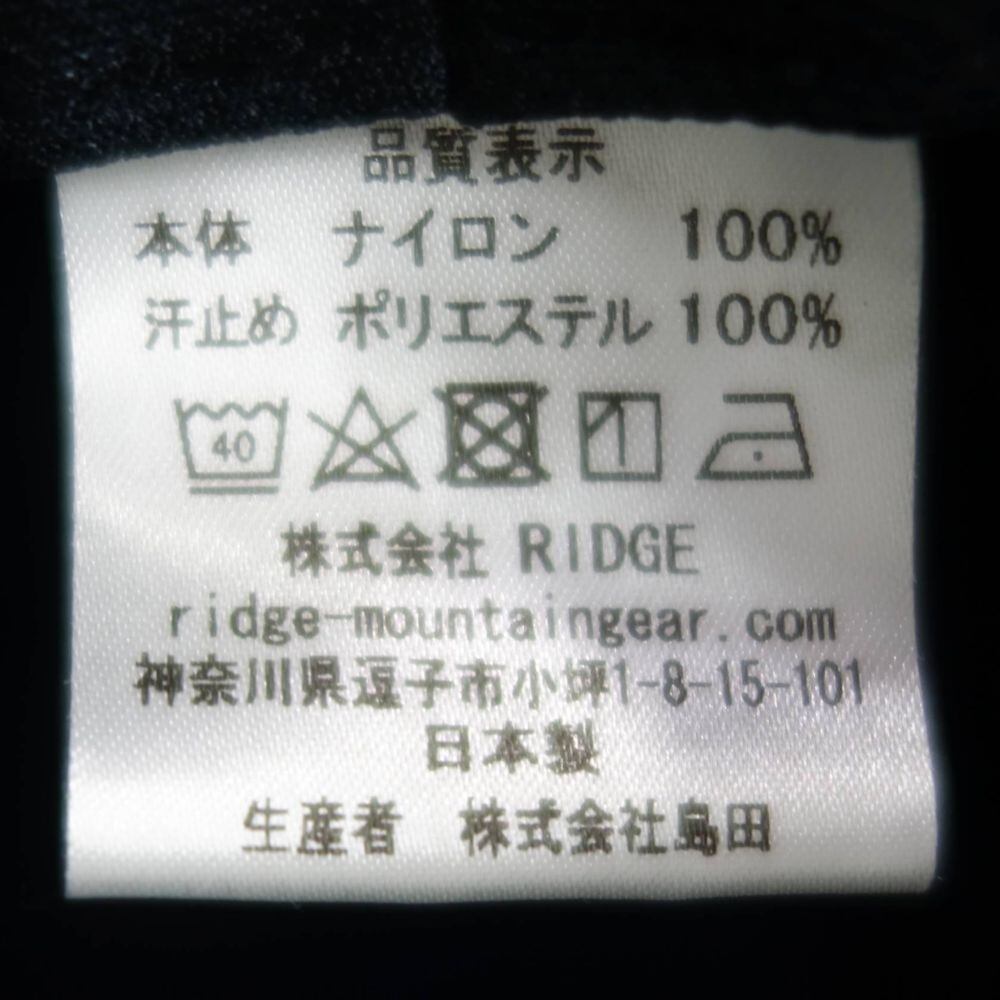 品質表示
本体 ナイロン 100%
汗止め ポリエステル 100%
40
株式会社 RIDGE
ridge-mountaingear.com
神奈川県逗子市小坪1-8-15-101
日本製
生産者 株式会社島田